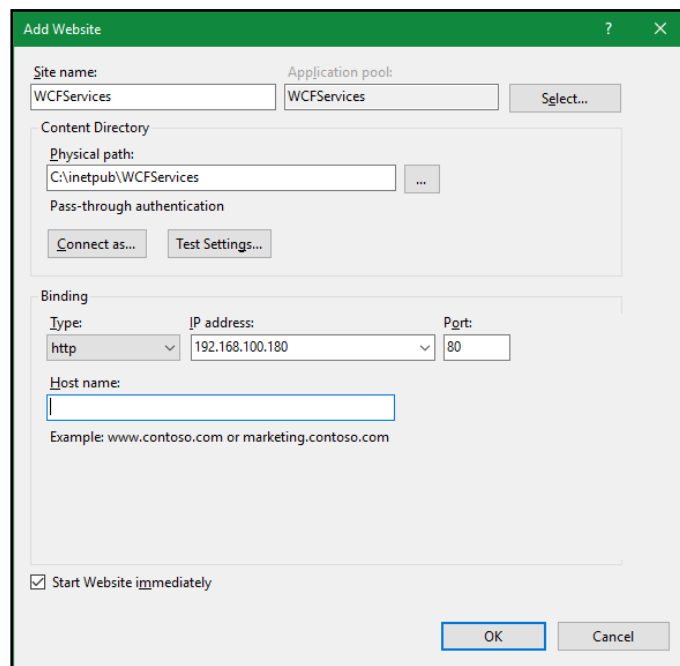 Add Website ? ×
Site name: Application pool:
WCFServices WCFServices Select...
Content Directory
Physical path:
C:\inetpub\WCFServices ...
Pass-through authentication
Connect as... Test Settings...
Binding
Type: IP address: Port:
http 192.168.100.180 80
Host name:
Example: www.contoso.com or marketing.contoso.com
Start Website immediately
OK Cancel